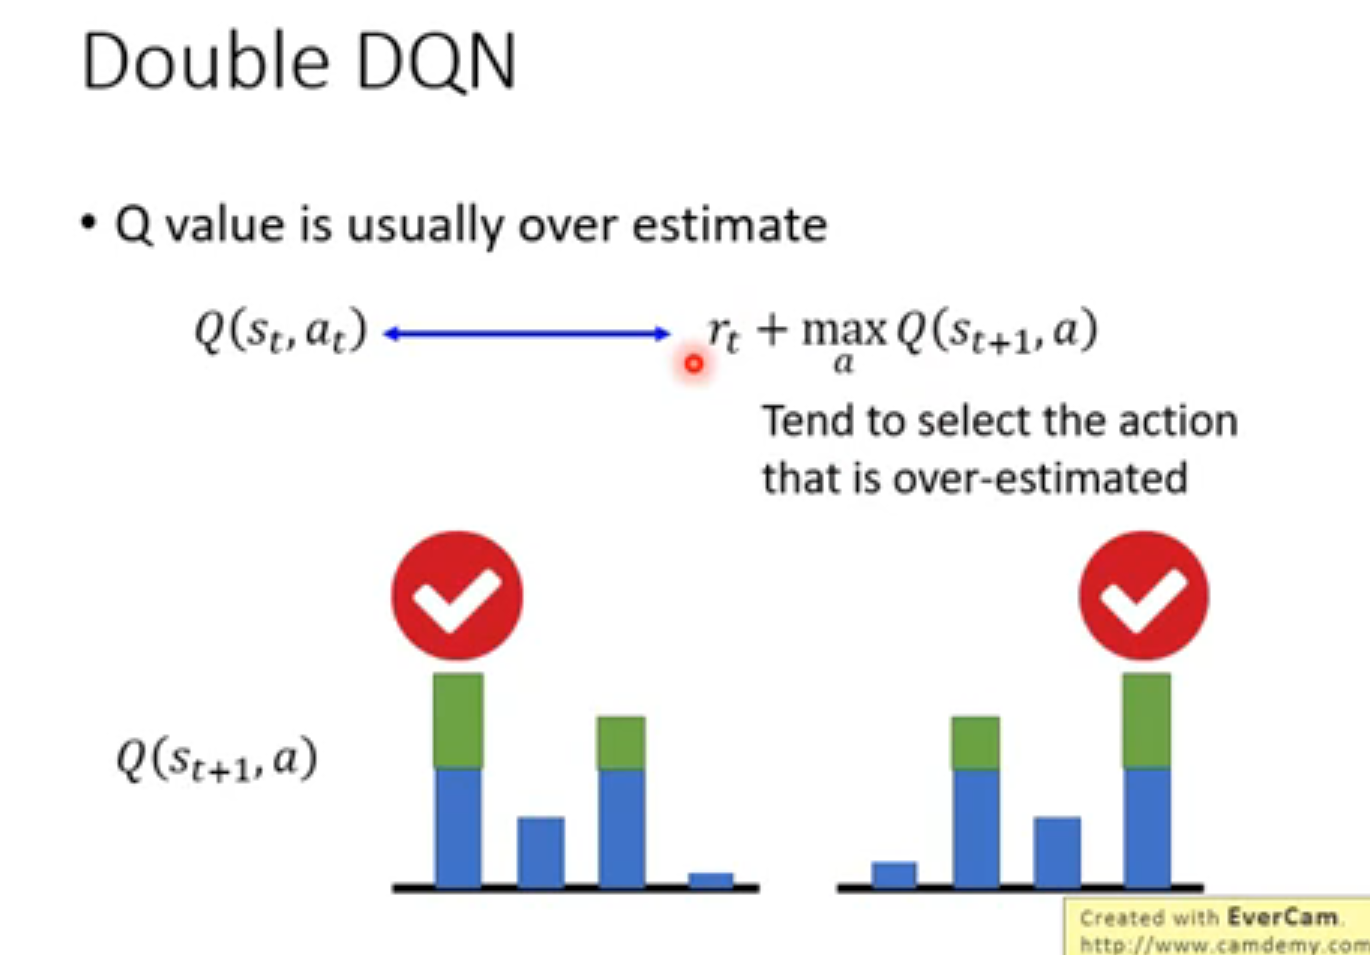 Double DQN
• Q value is usually over estimate
Q(s_t, a_t) ⟷ r_t + max_a Q(s_{t+1}, a)
Tend to select the action
that is over-estimated
Q(s_{t+1}, a)
Created with EverCam.
http://www.camdemy.com